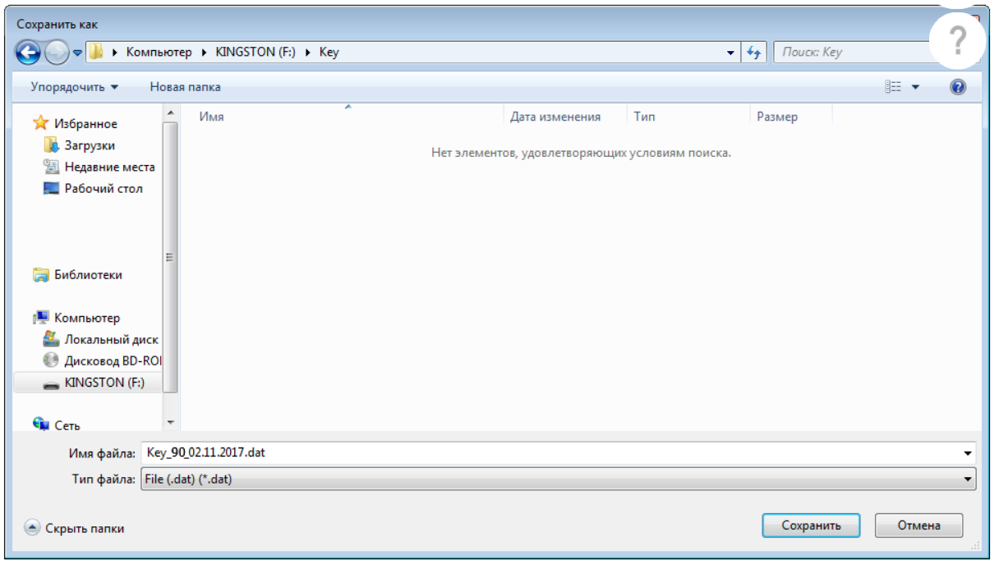 Сохранить как
?
Компьютер KINGSTON (F:) Key
Поиск: Key
Упорядочить Новая папка
?
Избранное
Загрузки
Недавние места
Рабочий стол
Библиотеки
Компьютер
Локальный диск
Дисковод BD-ROI
KINGSTON (F:)
Сеть
Имя Дата изменения Тип Размер
Нет элементов, удовлетворяющих условиям поиска.
Имя файла: Key_90_02.11.2017.dat
Тип файла: File (.dat) (*.dat)
Скрыть папки
Сохранить Отмена